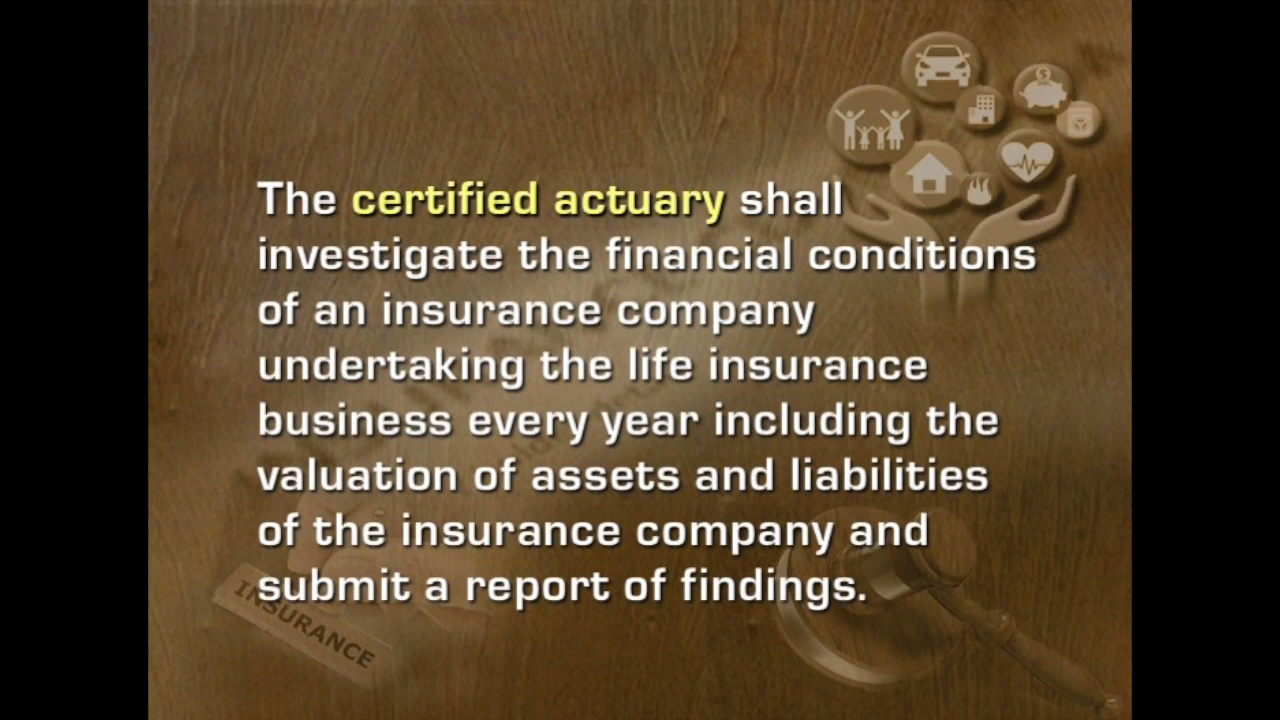 The certified actuary shall
investigate the financial conditions
of an insurance company
undertaking the life insurance
business every year including the
valuation of assets and liabilities
of the insurance company and
submit a report of findings.
INSURANCE